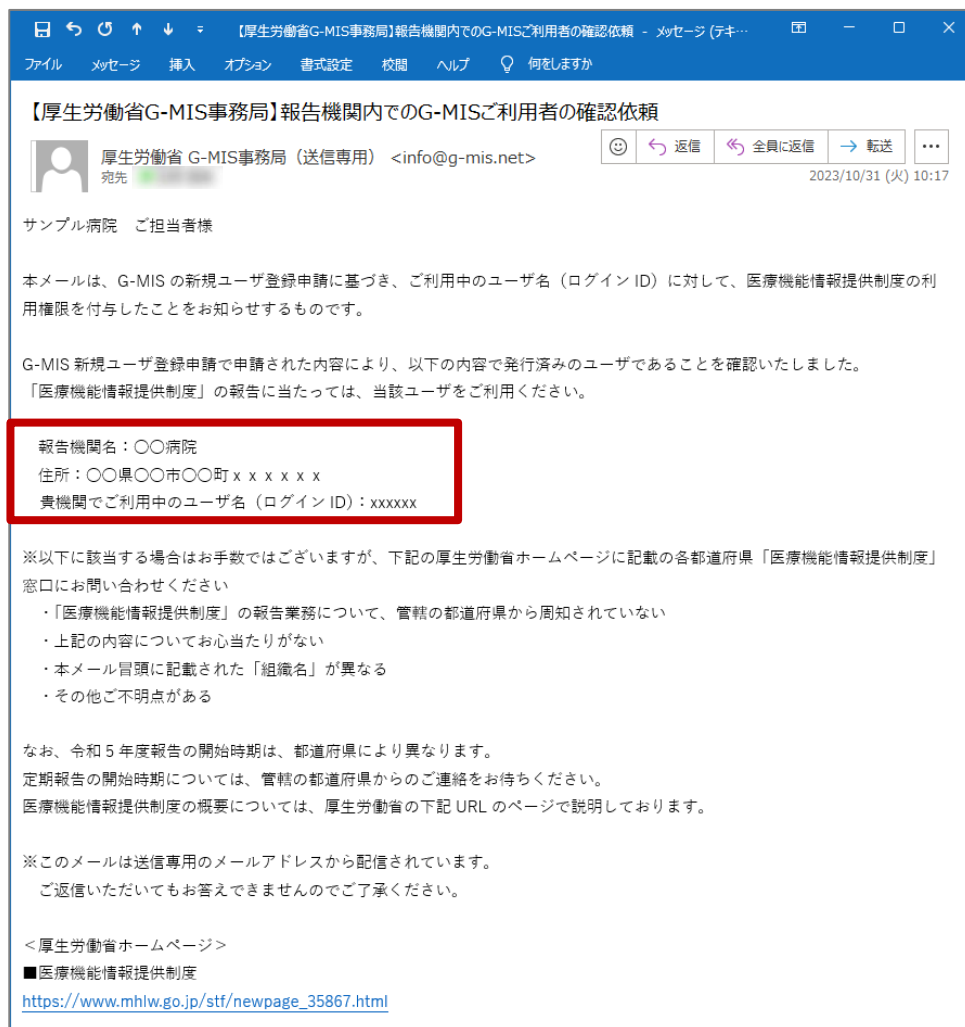 【厚生労働省G-MIS事務局】報告機関内でのG-MISご利用者の確認依頼 - メッセージ (テキ…
ファイル メッセージ 挿入 オプション 書式設定 校閲 ヘルプ 何をしますか
【厚生労働省G-MIS事務局】報告機関内でのG-MISご利用者の確認依頼
厚生労働省 G-MIS事務局（送信専用） <info@g-mis.net>
返信 全員に返信 転送 …
宛先
2023/10/31 (火) 10:17
サンプル病院　ご担当者様
本メールは、G-MIS の新規ユーザ登録申請に基づき、ご利用中のユーザ名（ログイン ID）に対して、医療機能情報提供制度の利
用権限を付与したことをお知らせするものです。
G-MIS 新規ユーザ登録申請で申請された内容により、以下の内容で発行済みのユーザであることを確認いたしました。
「医療機能情報提供制度」の報告に当たっては、当該ユーザをご利用ください。
報告機関名：〇〇病院
住所：〇〇県〇〇市〇〇町 x x x x x x
貴機関でご利用中のユーザ名（ログイン ID）：xxxxxx
※以下に該当する場合はお手数ではございますが、下記の厚生労働省ホームページに記載の各都道府県「医療機能情報提供制度」
窓口にお問い合わせください
・「医療機能情報提供制度」の報告業務について、管轄の都道府県から周知されていない
・上記の内容についてお心当たりがない
・本メール冒頭に記載された「組織名」が異なる
・その他ご不明点がある
なお、令和 5 年度報告の開始時期は、都道府県により異なります。
定期報告の開始時期については、管轄の都道府県からのご連絡をお待ちください。
医療機能情報提供制度の概要については、厚生労働省の下記 URL のページで説明しております。
※このメールは送信専用のメールアドレスから配信されています。
ご返信いただいてもお答えできませんのでご了承ください。
＜厚生労働省ホームページ＞
■医療機能情報提供制度
https://www.mhlw.go.jp/stf/newpage_35867.html